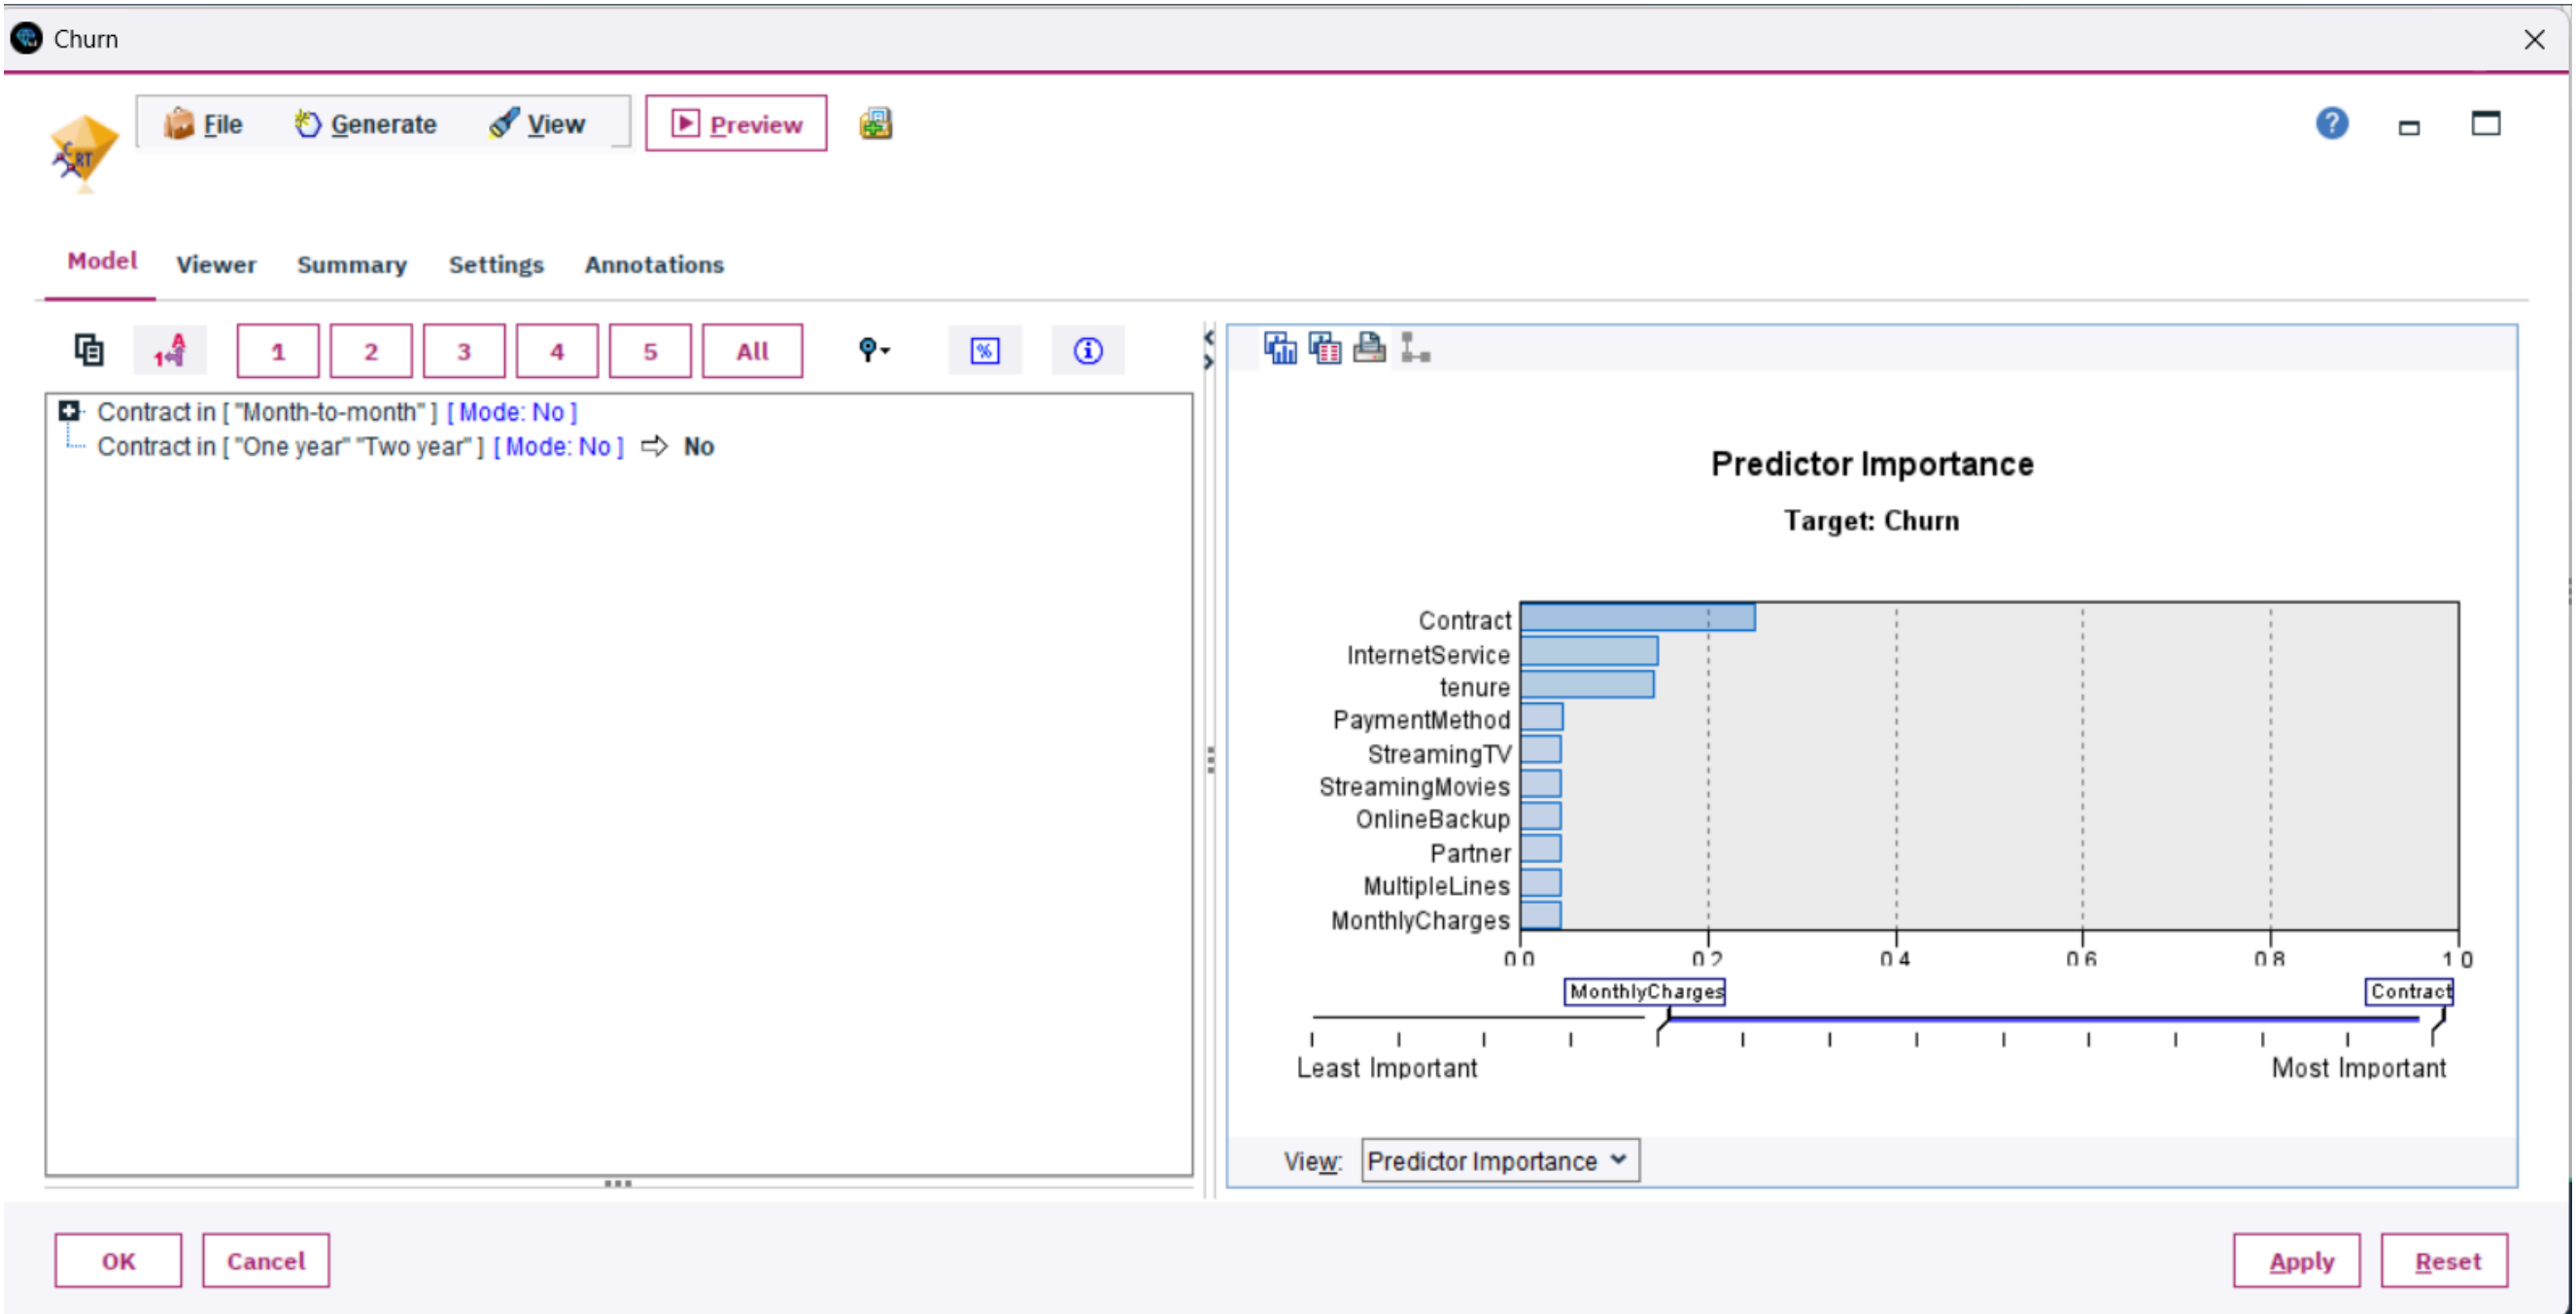 Churn
File Generate View Preview
C RT
Model Viewer Summary Settings Annotations
1 2 3 4 5 All %
Contract in [ "Month-to-month" ] [ Mode: No ]
Contract in [ "One year" "Two year" ] [ Mode: No ] ⇨ No
Predictor Importance
Target: Churn
Contract
InternetService
tenure
PaymentMethod
StreamingTV
StreamingMovies
OnlineBackup
Partner
MultipleLines
MonthlyCharges
0.0 0.2 0.4 0.6 0.8 1.0
MonthlyCharges Contract
Least Important Most Important
View: Predictor Importance
OK Cancel Apply Reset